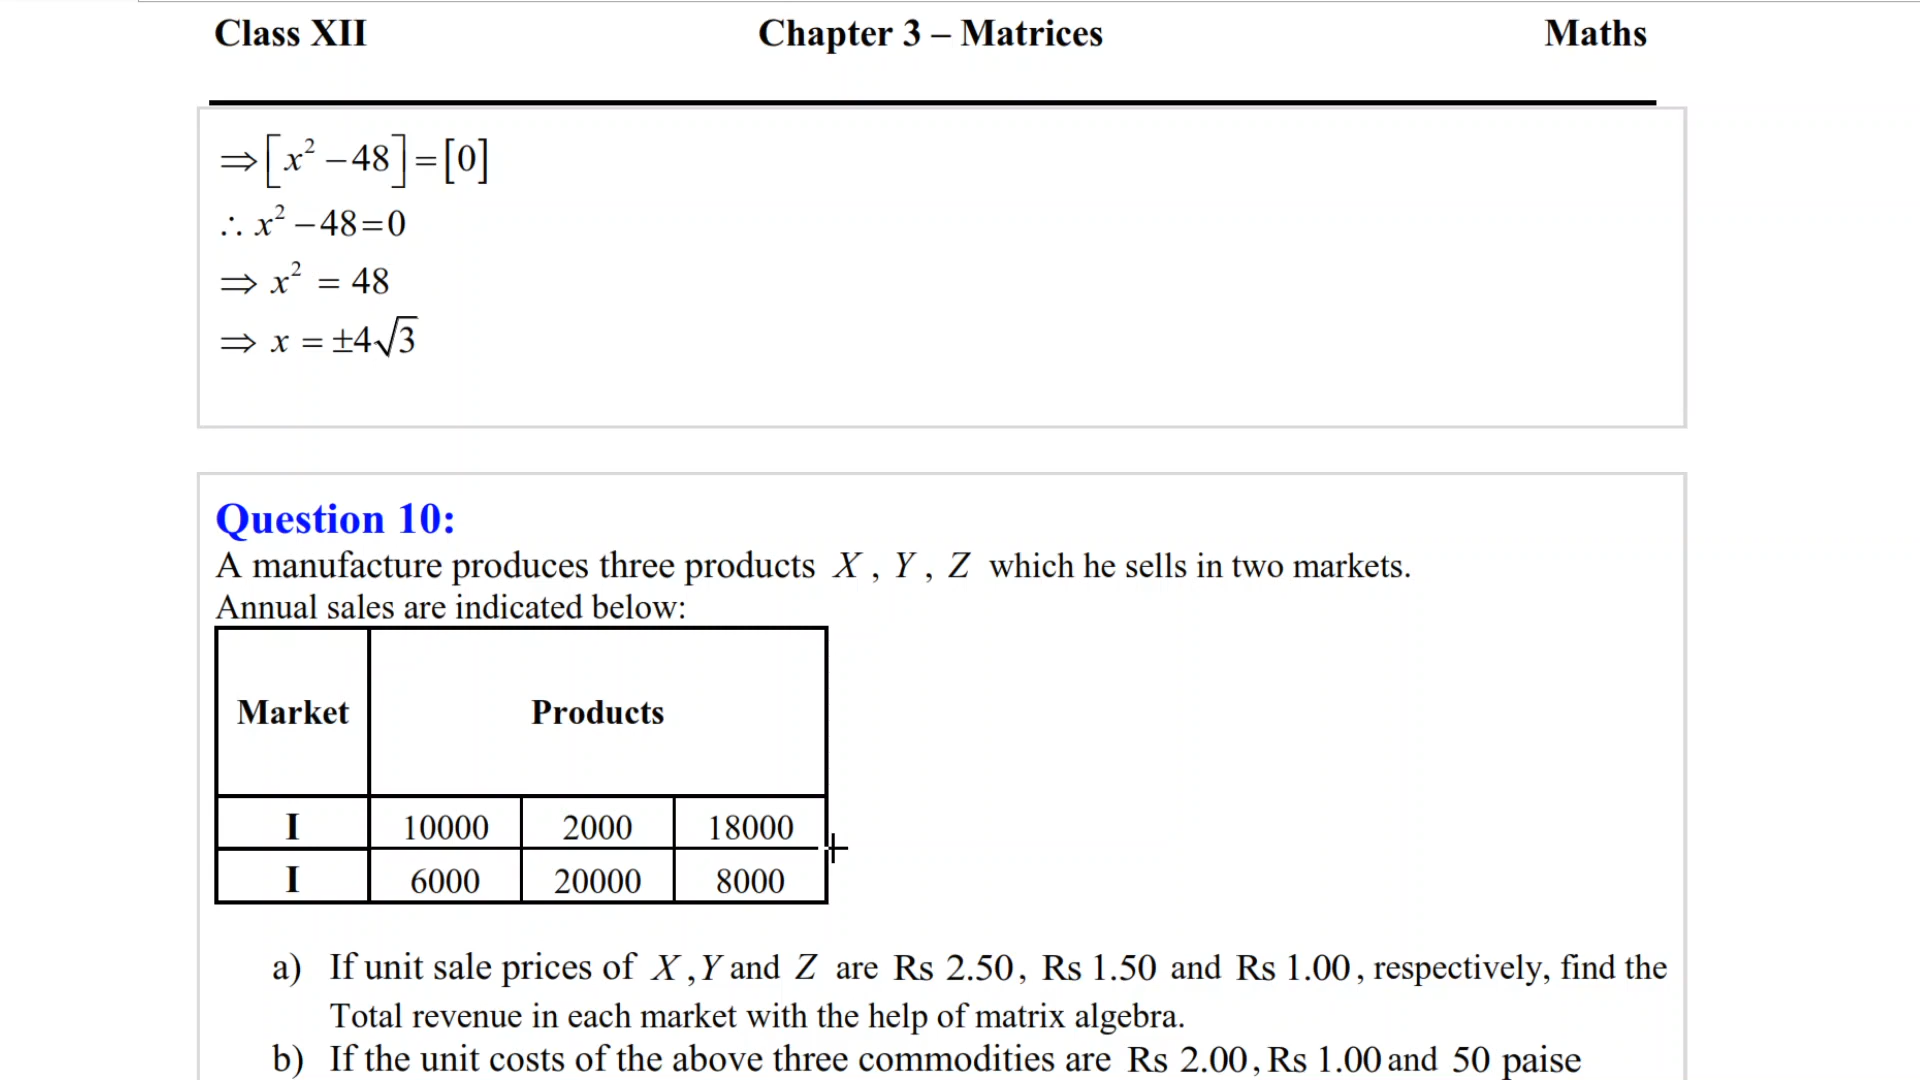 Class XII Chapter 3 – Matrices Maths
⇒[x² −48]=[0]
∴ x² −48=0
⇒ x² = 48
⇒ x = ±4√3
Question 10:
A manufacture produces three products X , Y , Z which he sells in two markets.
Annual sales are indicated below:
Market Products
I 10000 2000 18000
I 6000 20000 8000
a) If unit sale prices of X ,Y and Z are Rs 2.50, Rs 1.50 and Rs 1.00, respectively, find the
Total revenue in each market with the help of matrix algebra.
b) If the unit costs of the above three commodities are Rs 2.00, Rs 1.00 and 50 paise